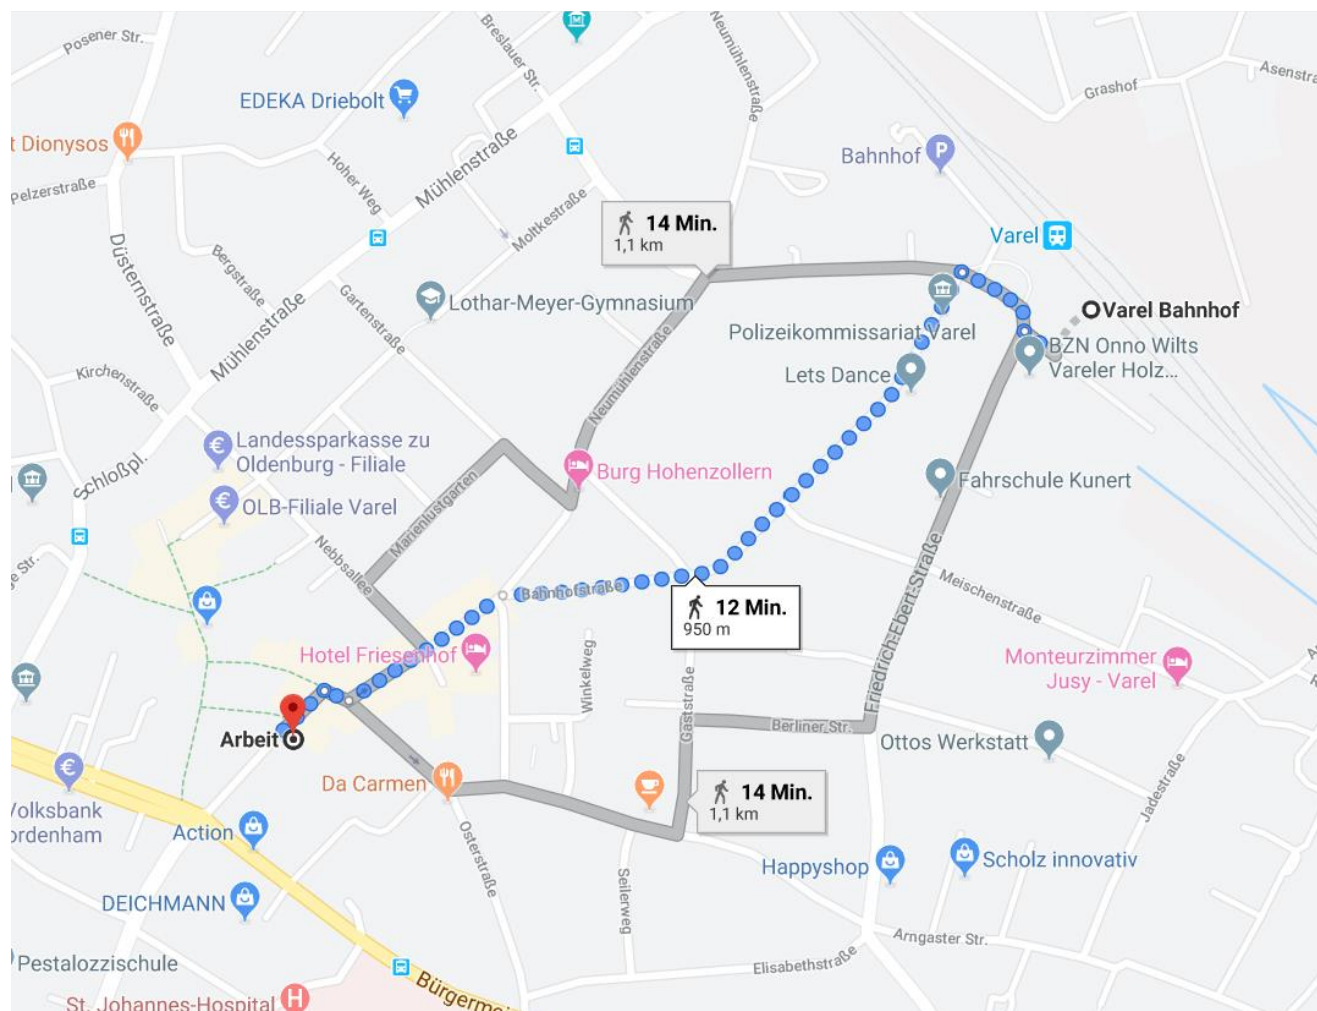 Posener Str.
Breslauer Str.
Neumühlenstraße
Asenstra
Grashof
EDEKA Driebolt
t Dionysos
Pelzerstraße
Hoher Weg
Mühlenstraße
Bahnhof
P
14 Min.
1,1 km
Moltkestraße
Varel
Düsternstraße
Bergstraße
Gartenstraße
Lothar-Meyer-Gymnasium
Varel Bahnhof
Polizeikommissariat Varel
BZN Onno Wilts
Vareler Holz...
Mühlenstraße
Lets Dance
Kirchenstraße
Neumühlenstraße
Landessparkasse zu
Oldenburg - Filiale
Schloßpl.
Burg Hohenzollern
Fahrschule Kunert
OLB-Filiale Varel
Marienlustgarten
Nebbsallee
ge Str.
Bahnhofstraße
Meischenstraße
12 Min.
950 m
Friedrich-Ebert-Straße
Hotel Friesenhof
Winkelweg
Monteurzimmer
Jusy - Varel
Gaststraße
Berliner Str.
Arbeit
Ottos Werkstatt
Da Carmen
14 Min.
1,1 km
Jadestraße
Volksbank
ordenham
Action
Osterstraße
Happyshop
Scholz innovativ
Seilerweg
DEICHMANN
Arngaster Str.
Elisabethstraße
Pestalozzischule
Bürgermei
St. Johannes-Hospital
H